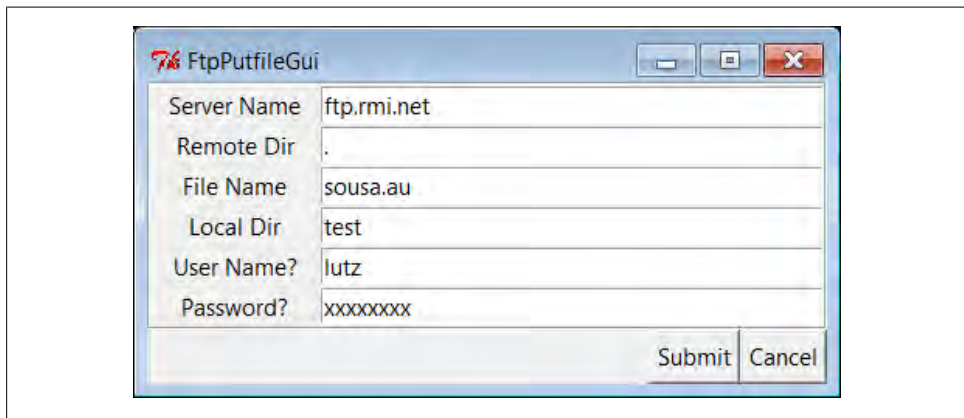 FtpPutfileGui
Server Name ftp.rmi.net
Remote Dir .
File Name sousa.au
Local Dir test
User Name? lutz
Password? xxxxxxxx
Submit Cancel